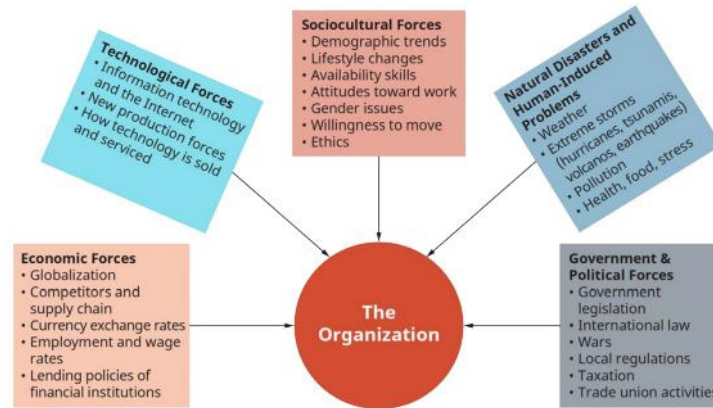 Technological Forces
• Information technology
and the Internet
• New production forces
• How technology is sold
and serviced
Sociocultural Forces
• Demographic trends
• Lifestyle changes
• Availability skills
• Attitudes toward work
• Gender issues
• Willingness to move
• Ethics
Natural Disasters and
Human-Induced
Problems
• Weather
• Extreme storms
(hurricanes, tsunamis,
volcanos, earthquakes)
• Pollution
• Health, food, stress
Economic Forces
• Globalization
• Competitors and
supply chain
• Currency exchange rates
• Employment and wage
rates
• Lending policies of
financial institutions
The
Organization
Government &
Political Forces
• Government
legislation
• International law
• Wars
• Local regulations
• Taxation
• Trade union activities